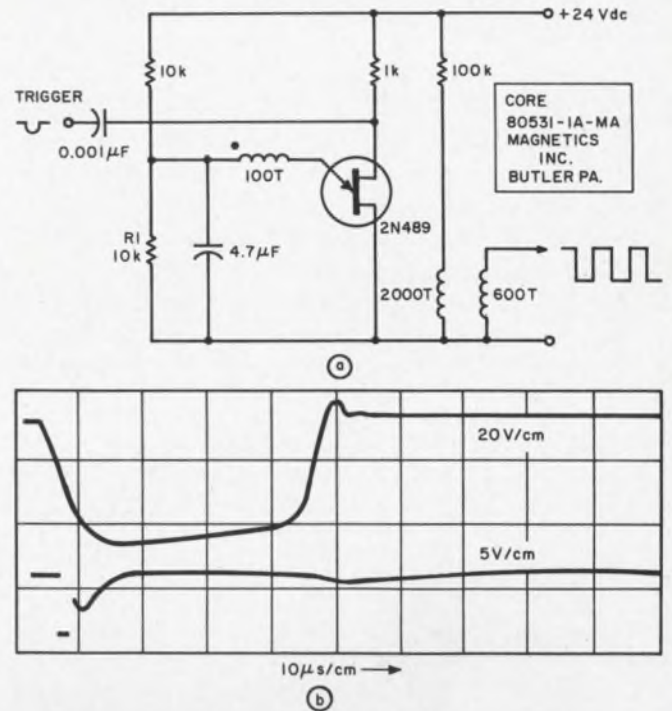 +24 Vdc
10k
1k
100k
TRIGGER
0.001µF
100T
CORE
80531-1A-MA
MAGNETICS
INC.
BUTLER PA.
2N489
R1
10k
4.7µF
2000T
600T
a
20V/cm
5V/cm
10µs/cm
b